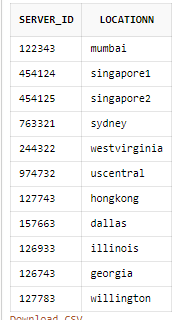 SERVER_ID LOCATIONN
122343 mumbai
454124 singapore1
454125 singapore2
763321 sydney
244322 westvirginia
974732 uscentral
127743 hongkong
157663 dallas
126933 illinois
126743 georgia
127783 willington
Download CSV